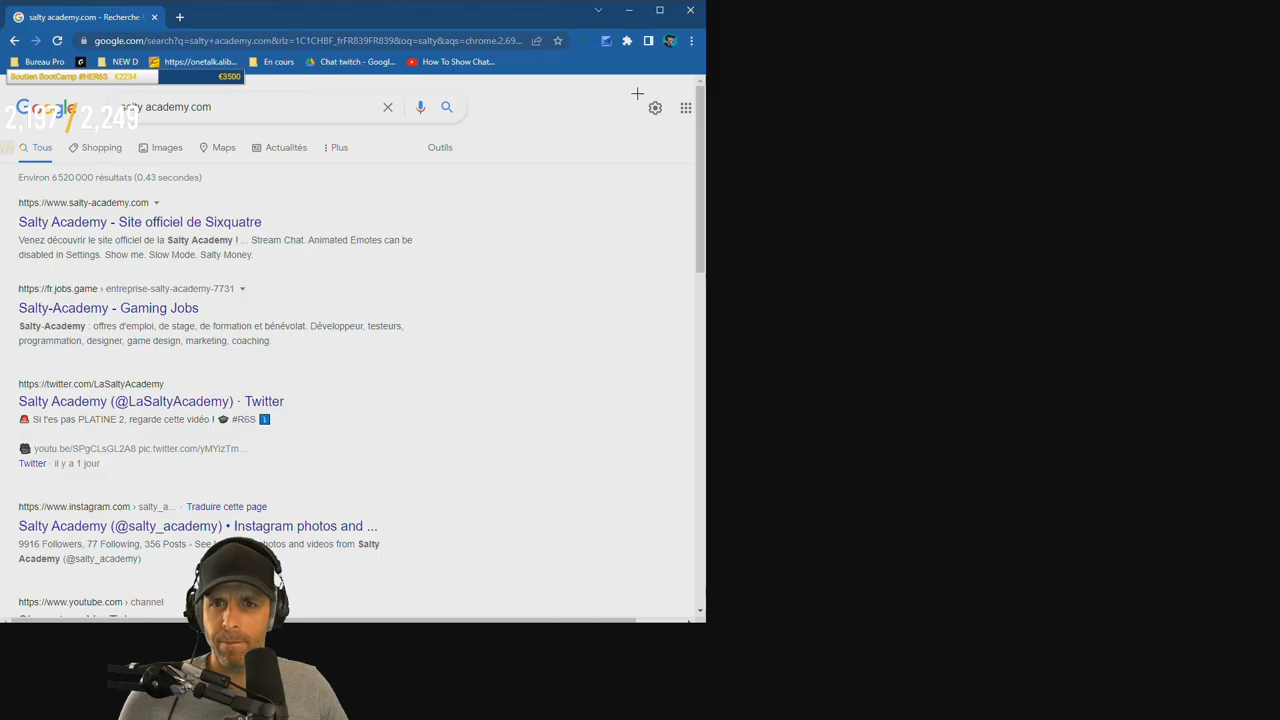 salty academy.com - Recherche G
google.com/search?q=salty+academy.com&rlz=1C1CHBF_frFR839FR839&oq=salty&aqs=chrome.2.69...
Bureau Pro
NEW D
https://onetalk.alib...
En cours
Chat twitch - Googl...
How To Show Chat...
Soutien BootCamp #HER6S €2234
€3500
Google
salty academy.com
2,197 / 2,249
Tous
Shopping
Images
Maps
Actualités
Plus
Outils
Environ 6 520 000 résultats (0,43 secondes)
https://www.salty-academy.com
Salty Academy - Site officiel de Sixquatre
Venez découvrir le site officiel de la Salty Academy ! ... Stream Chat. Animated Emotes can be
disabled in Settings. Show me. Slow Mode. Salty Money.
https://fr.jobs.game › entreprise-salty-academy-7731
Salty-Academy - Gaming Jobs
Salty-Academy : offres d'emploi, de stage, de formation et bénévolat. Développeur, testeurs,
programmation, designer, game design, marketing, coaching.
https://twitter.com/LaSaltyAcademy
Salty Academy (@LaSaltyAcademy) · Twitter
🚨 Si t'es pas PLATINE 2, regarde cette vidéo ! 🎓 #R6S ℹ️
youtu.be/SPgCLsGL2A8 pic.twitter.com/yMYizTm...
Twitter · il y a 1 jour
https://www.instagram.com › salty_a... · Traduire cette page
Salty Academy (@salty_academy) • Instagram photos and ...
9916 Followers, 77 Following, 356 Posts - See hotos and videos from Salty
Academy (@salty_academy)
https://www.youtube.com › channel